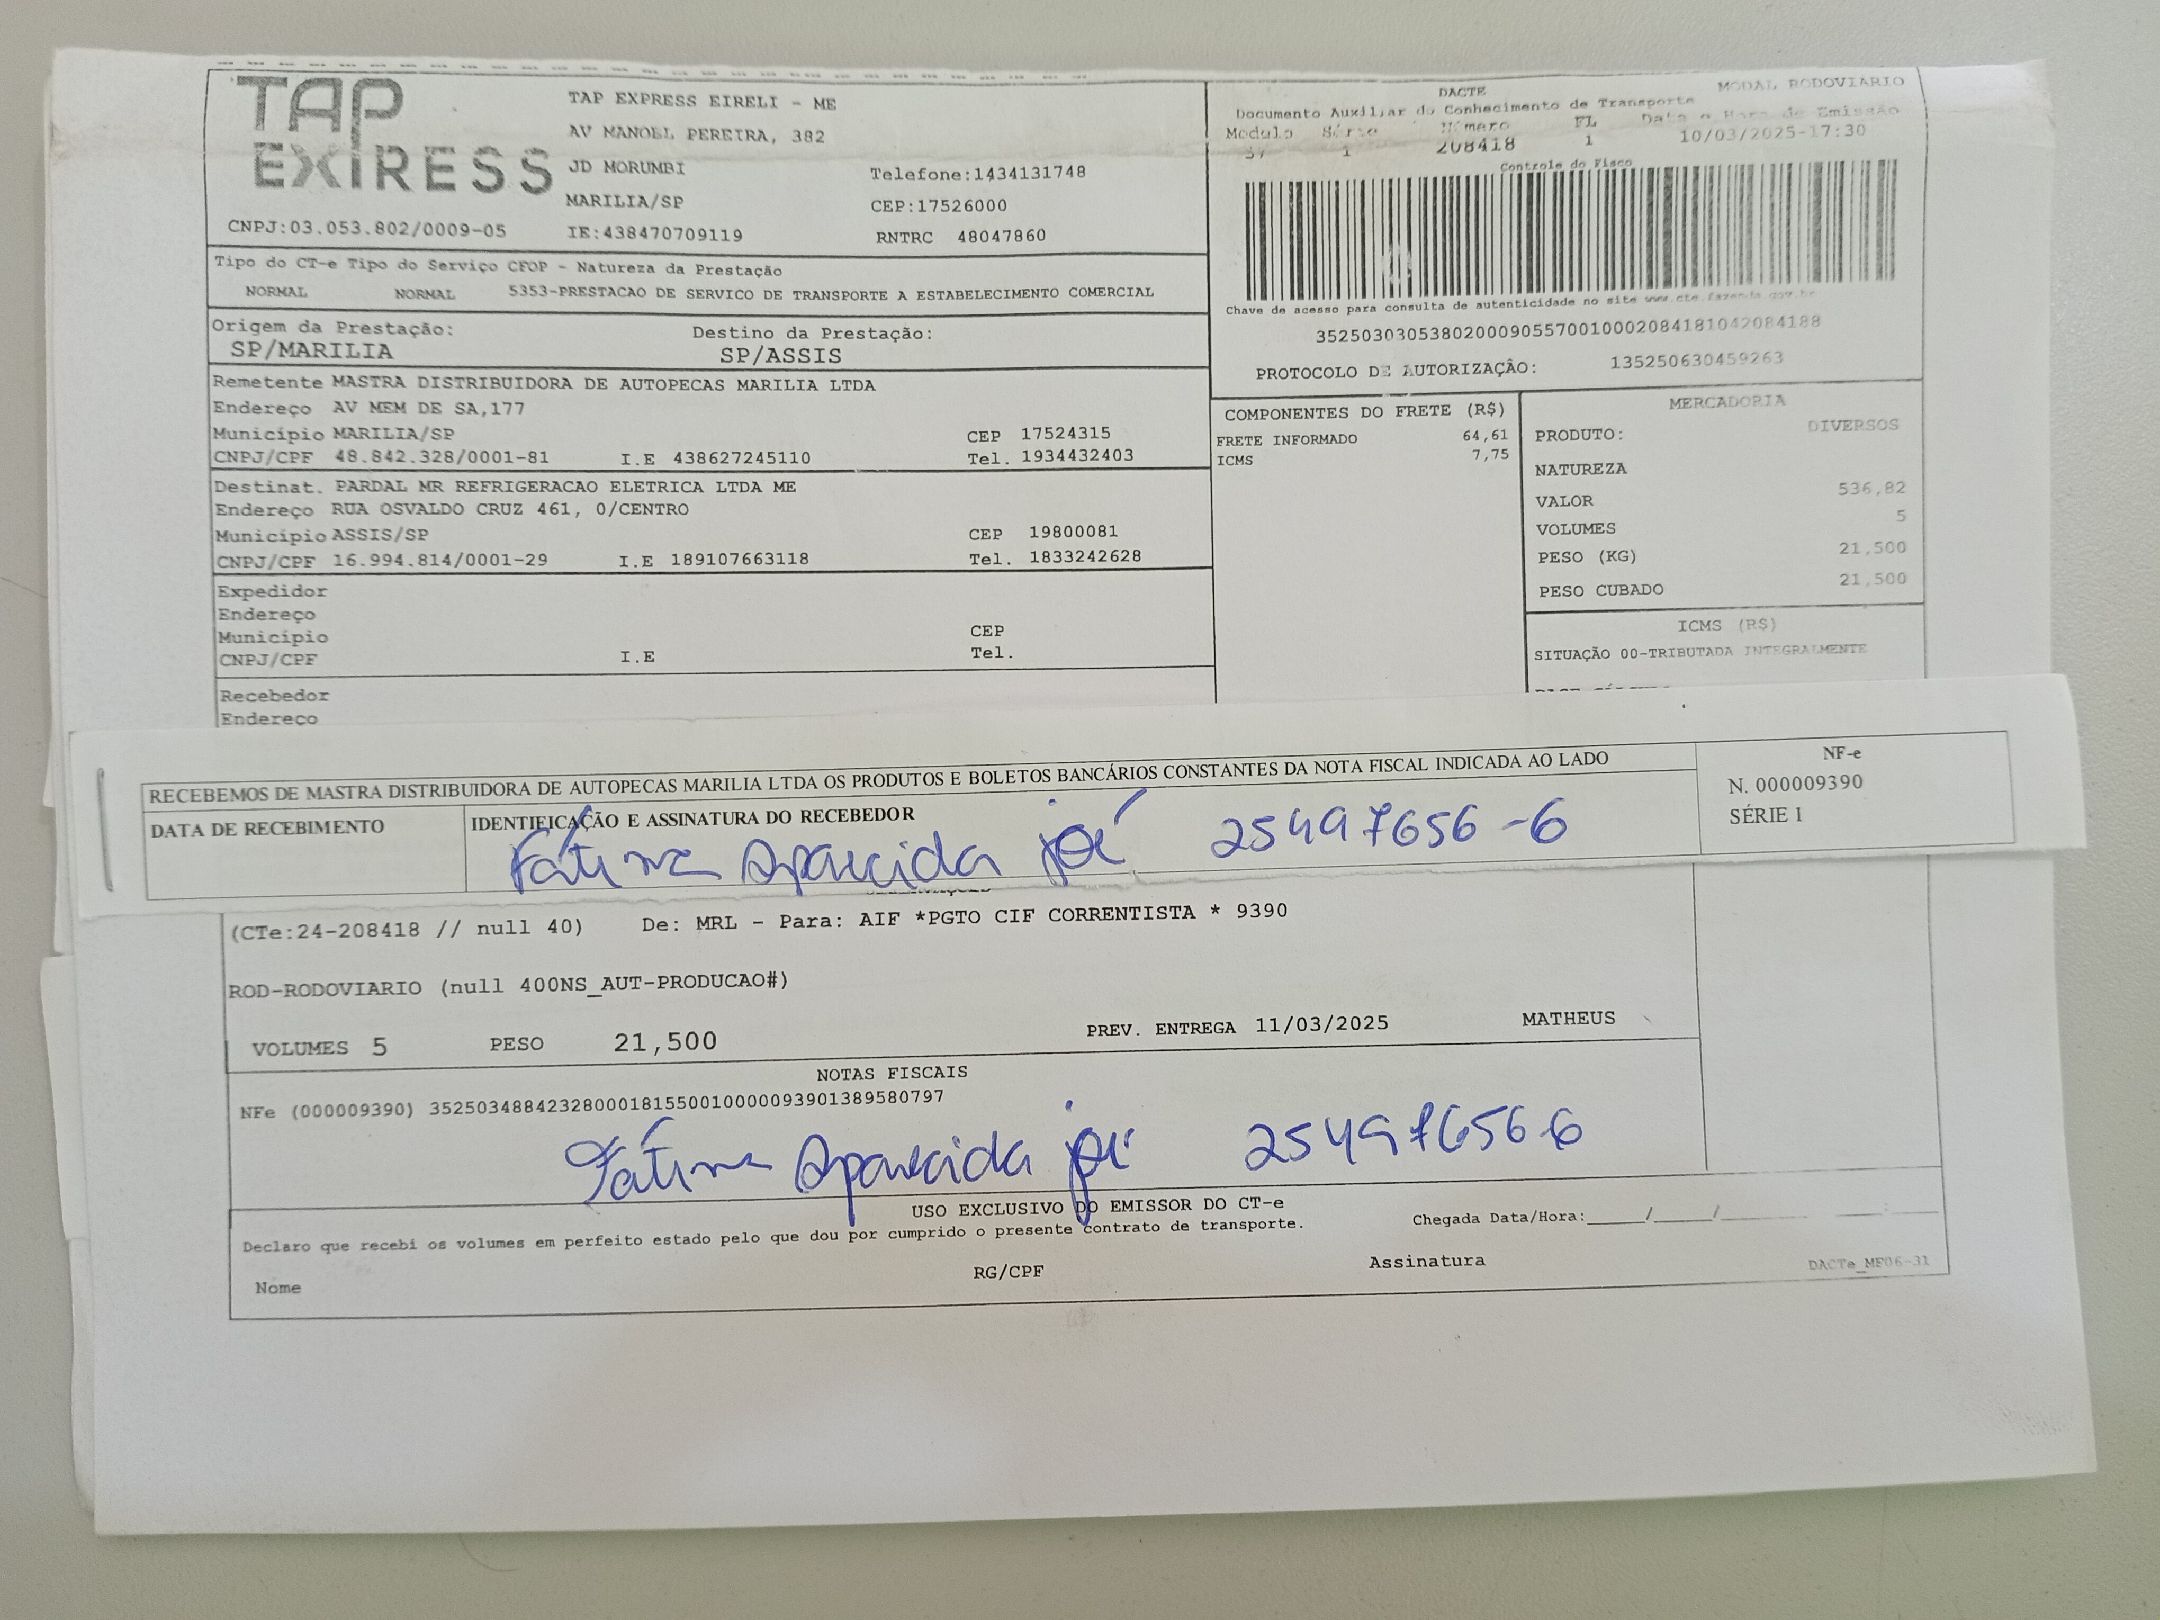 TAP EXPRESS
TAP EXPRESS EIRELI - ME
AV MANOEL PEREIRA, 382
JD MORUMBI
Telefone:1434131748
MARILIA/SP
CEP:17526000
CNPJ:03.053.802/0009-05
IE:438470709119
RNTRC 48047860
DACTE
MODAL RODOVIARIO
Documento Auxiliar do Conhecimento de Transporte
Modulo Série Número FL Data e Hora de Emissão
57 1 208418 1 10/03/2025-17:30
Controle do Fisco
Chave de acesso para consulta de autenticidade no site www.cte.fazenda.gov.br
35250303053802000905570010002084181042084188
PROTOCOLO DE AUTORIZAÇÃO: 135250630459263
Tipo do CT-e Tipo do Serviço CFOP - Natureza da Prestação
NORMAL NORMAL 5353-PRESTACAO DE SERVICO DE TRANSPORTE A ESTABELECIMENTO COMERCIAL
Origem da Prestação: Destino da Prestação:
SP/MARILIA SP/ASSIS
Remetente MASTRA DISTRIBUIDORA DE AUTOPECAS MARILIA LTDA
Endereço AV MEM DE SA,177
Município MARILIA/SP CEP 17524315
CNPJ/CPF 48.842.328/0001-81 I.E 438627245110 Tel. 1934432403
Destinat. PARDAL MR REFRIGERACAO ELETRICA LTDA ME
Endereço RUA OSVALDO CRUZ 461, 0/CENTRO
Município ASSIS/SP CEP 19800081
CNPJ/CPF 16.994.814/0001-29 I.E 189107663118 Tel. 1833242628
Expedidor
Endereço
Município CEP
CNPJ/CPF I.E Tel.
Recebedor
Endereço
COMPONENTES DO FRETE (R$)
FRETE INFORMADO 64,61
ICMS 7,75
MERCADORIA
PRODUTO: DIVERSOS
NATUREZA
VALOR 536,82
VOLUMES 5
PESO (KG) 21,500
PESO CUBADO 21,500
ICMS (R$)
SITUAÇÃO 00-TRIBUTADA INTEGRALMENTE
RECEBEMOS DE MASTRA DISTRIBUIDORA DE AUTOPECAS MARILIA LTDA OS PRODUTOS E BOLETOS BANCÁRIOS CONSTANTES DA NOTA FISCAL INDICADA AO LADO
DATA DE RECEBIMENTO
IDENTIFICAÇÃO E ASSINATURA DO RECEBEDOR
Fátima Aparecida 25497656-6
NF-e
N. 000009390
SÉRIE 1
(CTe:24-208418 // null 40) De: MRL - Para: AIF *PGTO CIF CORRENTISTA * 9390
ROD-RODOVIARIO (null 400NS_AUT-PRODUCAO#)
VOLUMES 5 PESO 21,500 PREV. ENTREGA 11/03/2025 MATHEUS
NOTAS FISCAIS
NFe (000009390) 35250348842328000181550010000093901389580797
Fátima Aparecida 25497656-6
USO EXCLUSIVO DO EMISSOR DO CT-e
Declaro que recebi os volumes em perfeito estado pelo que dou por cumprido o presente contrato de transporte.
Chegada Data/Hora:_____/_____/________ ____:____
Nome RG/CPF Assinatura
DACTe_MF06-31